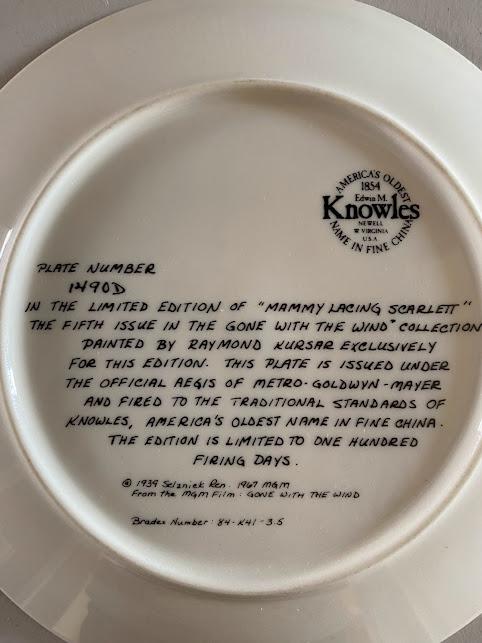 AMERICA'S OLDEST
1854
Edwin M.
Knowles
NEWELL
W VIRGINIA
U.S.A
NAME IN FINE CHINA
PLATE NUMBER
1490D
IN THE LIMITED EDITION OF "MAMMY LACING SCARLETT"
THE FIFTH ISSUE IN THE GONE WITH THE WIND* COLLECTION
PAINTED BY RAYMOND KURSAR EXCLUSIVELY
FOR THIS EDITION. THIS PLATE IS ISSUED UNDER
THE OFFICIAL AEGIS OF METRO-GOLDWYN-MAYER
AND FIRED TO THE TRADITIONAL STANDARDS OF
KNOWLES, AMERICA'S OLDEST NAME IN FINE CHINA.
THE EDITION IS LIMITED TO ONE HUNDRED
FIRING DAYS.
© 1939 Selznick Ren. 1967 MGM
From the MGM Film: GONE WITH THE WIND
Bradex Number: 84-K41-3.5